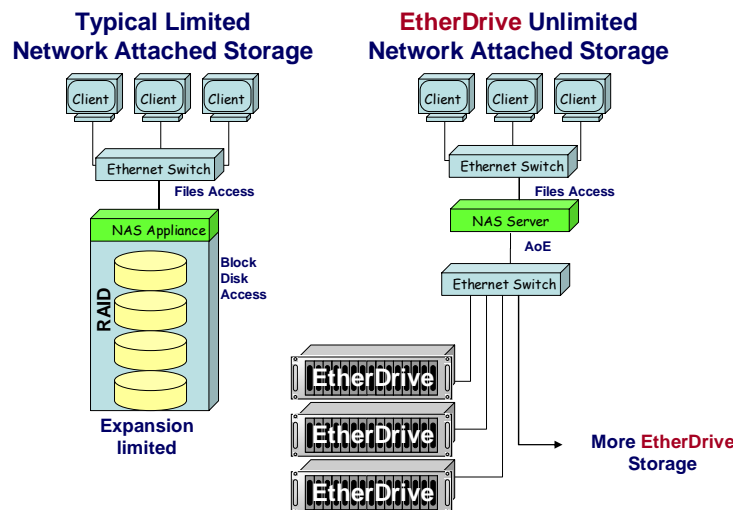 Typical Limited
Network Attached Storage
Client
Client
Client
Ethernet Switch
Files Access
NAS Appliance
RAID
Block
Disk
Access
Expansion
limited
EtherDrive Unlimited
Network Attached Storage
Client
Client
Client
Ethernet Switch
Files Access
NAS Server
AoE
Ethernet Switch
EtherDrive
EtherDrive
EtherDrive
More EtherDrive
Storage